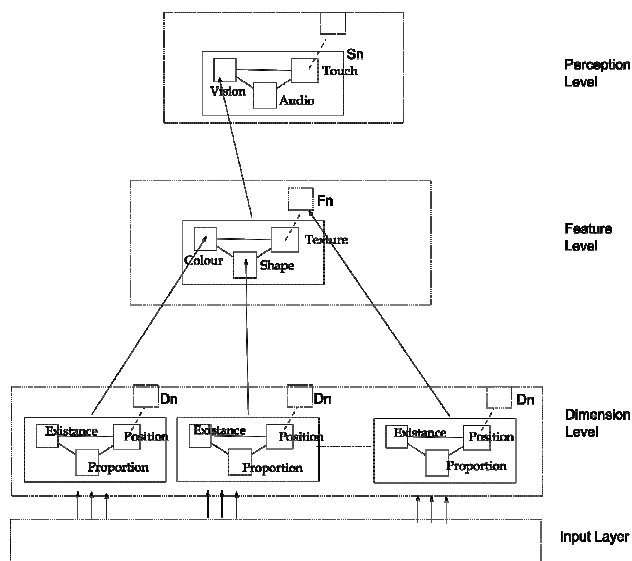 Sn
Touch
Vision
Audio
Perception
Level
Fn
Texture
Colour
Shape
Feature
Level
Dn
Dn
Dn
Existance
Position
Proportion
Existance
Position
Proportion
Existance
Position
Proportion
Dimension
Level
Input Layer